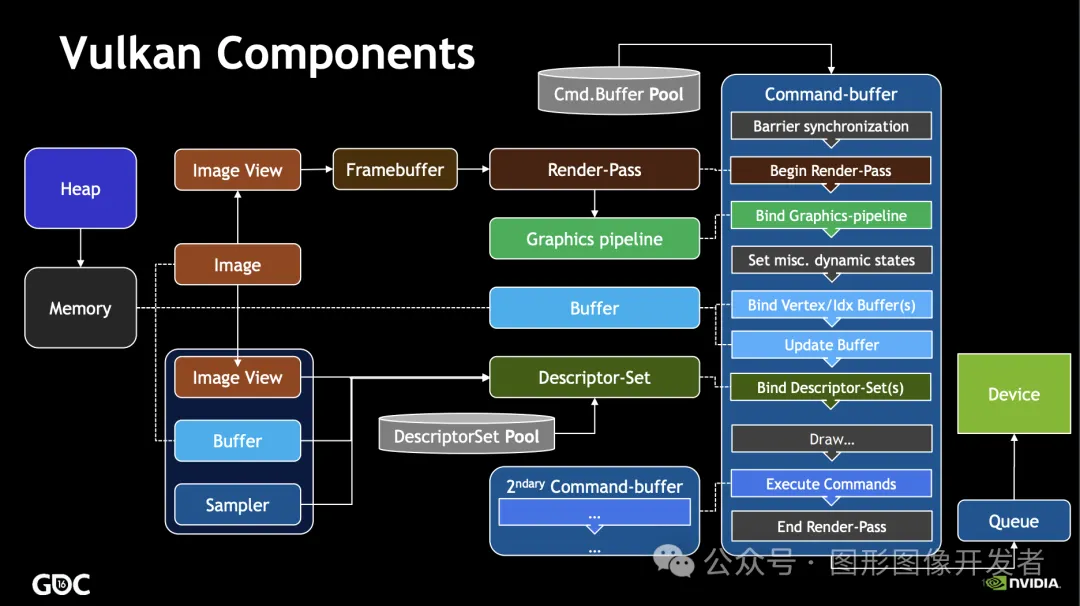 Vulkan Components
Cmd.Buffer Pool
Command-buffer
Barrier synchronization
Heap
Image View
Framebuffer
Render-Pass
Begin Render-Pass
Graphics pipeline
Bind Graphics-pipeline
Image
Set misc. dynamic states
Memory
Buffer
Bind Vertex/Idx Buffer(s)
Update Buffer
Image View
Descriptor-Set
Bind Descriptor-Set(s)
Device
Buffer
DescriptorSet Pool
Draw…
Sampler
2ndary Command-buffer
…
…
Execute Commands
End Render-Pass
Queue
公众号 · 图形图像开发者
GDC
16
NVIDIA.